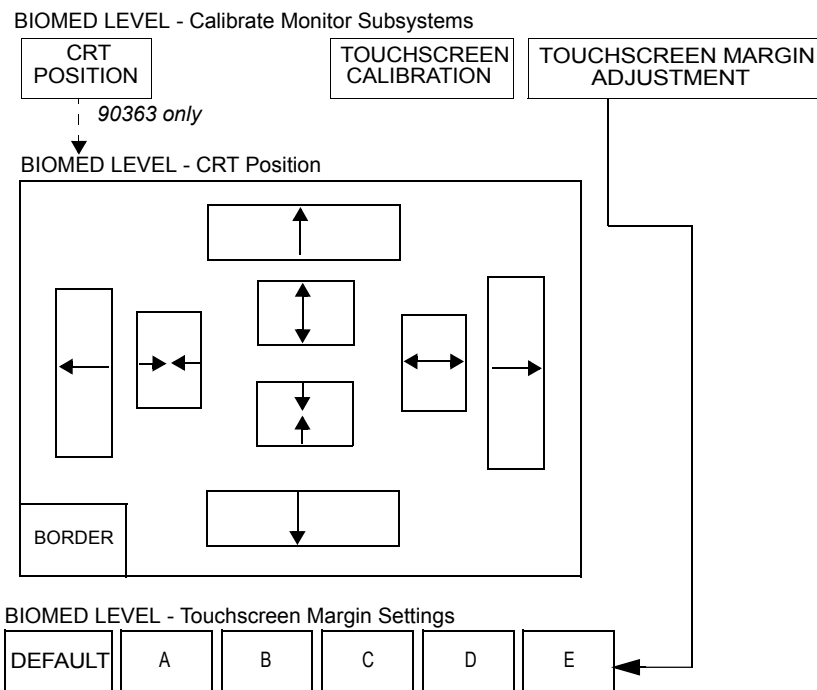 BIOMED LEVEL - Calibrate Monitor Subsystems
CRT
POSITION
TOUCHSCREEN
CALIBRATION
TOUCHSCREEN MARGIN
ADJUSTMENT
90363 only
BIOMED LEVEL - CRT Position
BORDER
BIOMED LEVEL - Touchscreen Margin Settings
DEFAULT A B C D E